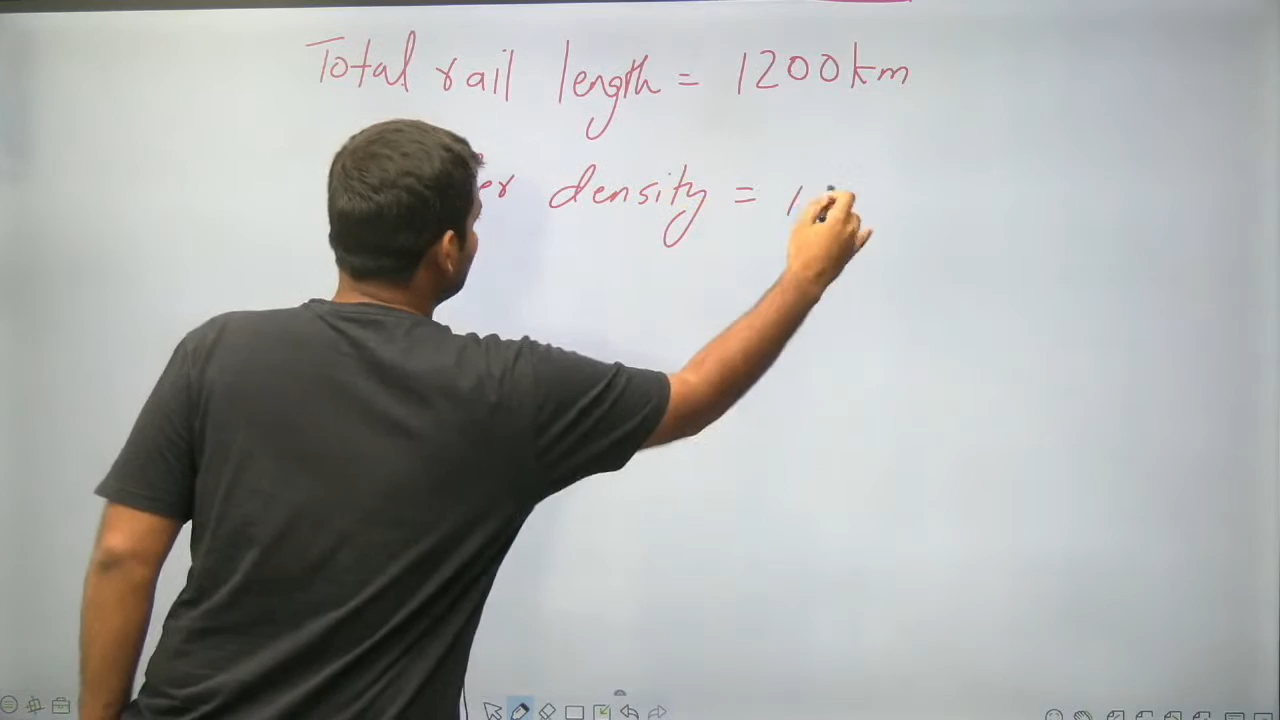 Total rail length = 1200km
density = 1